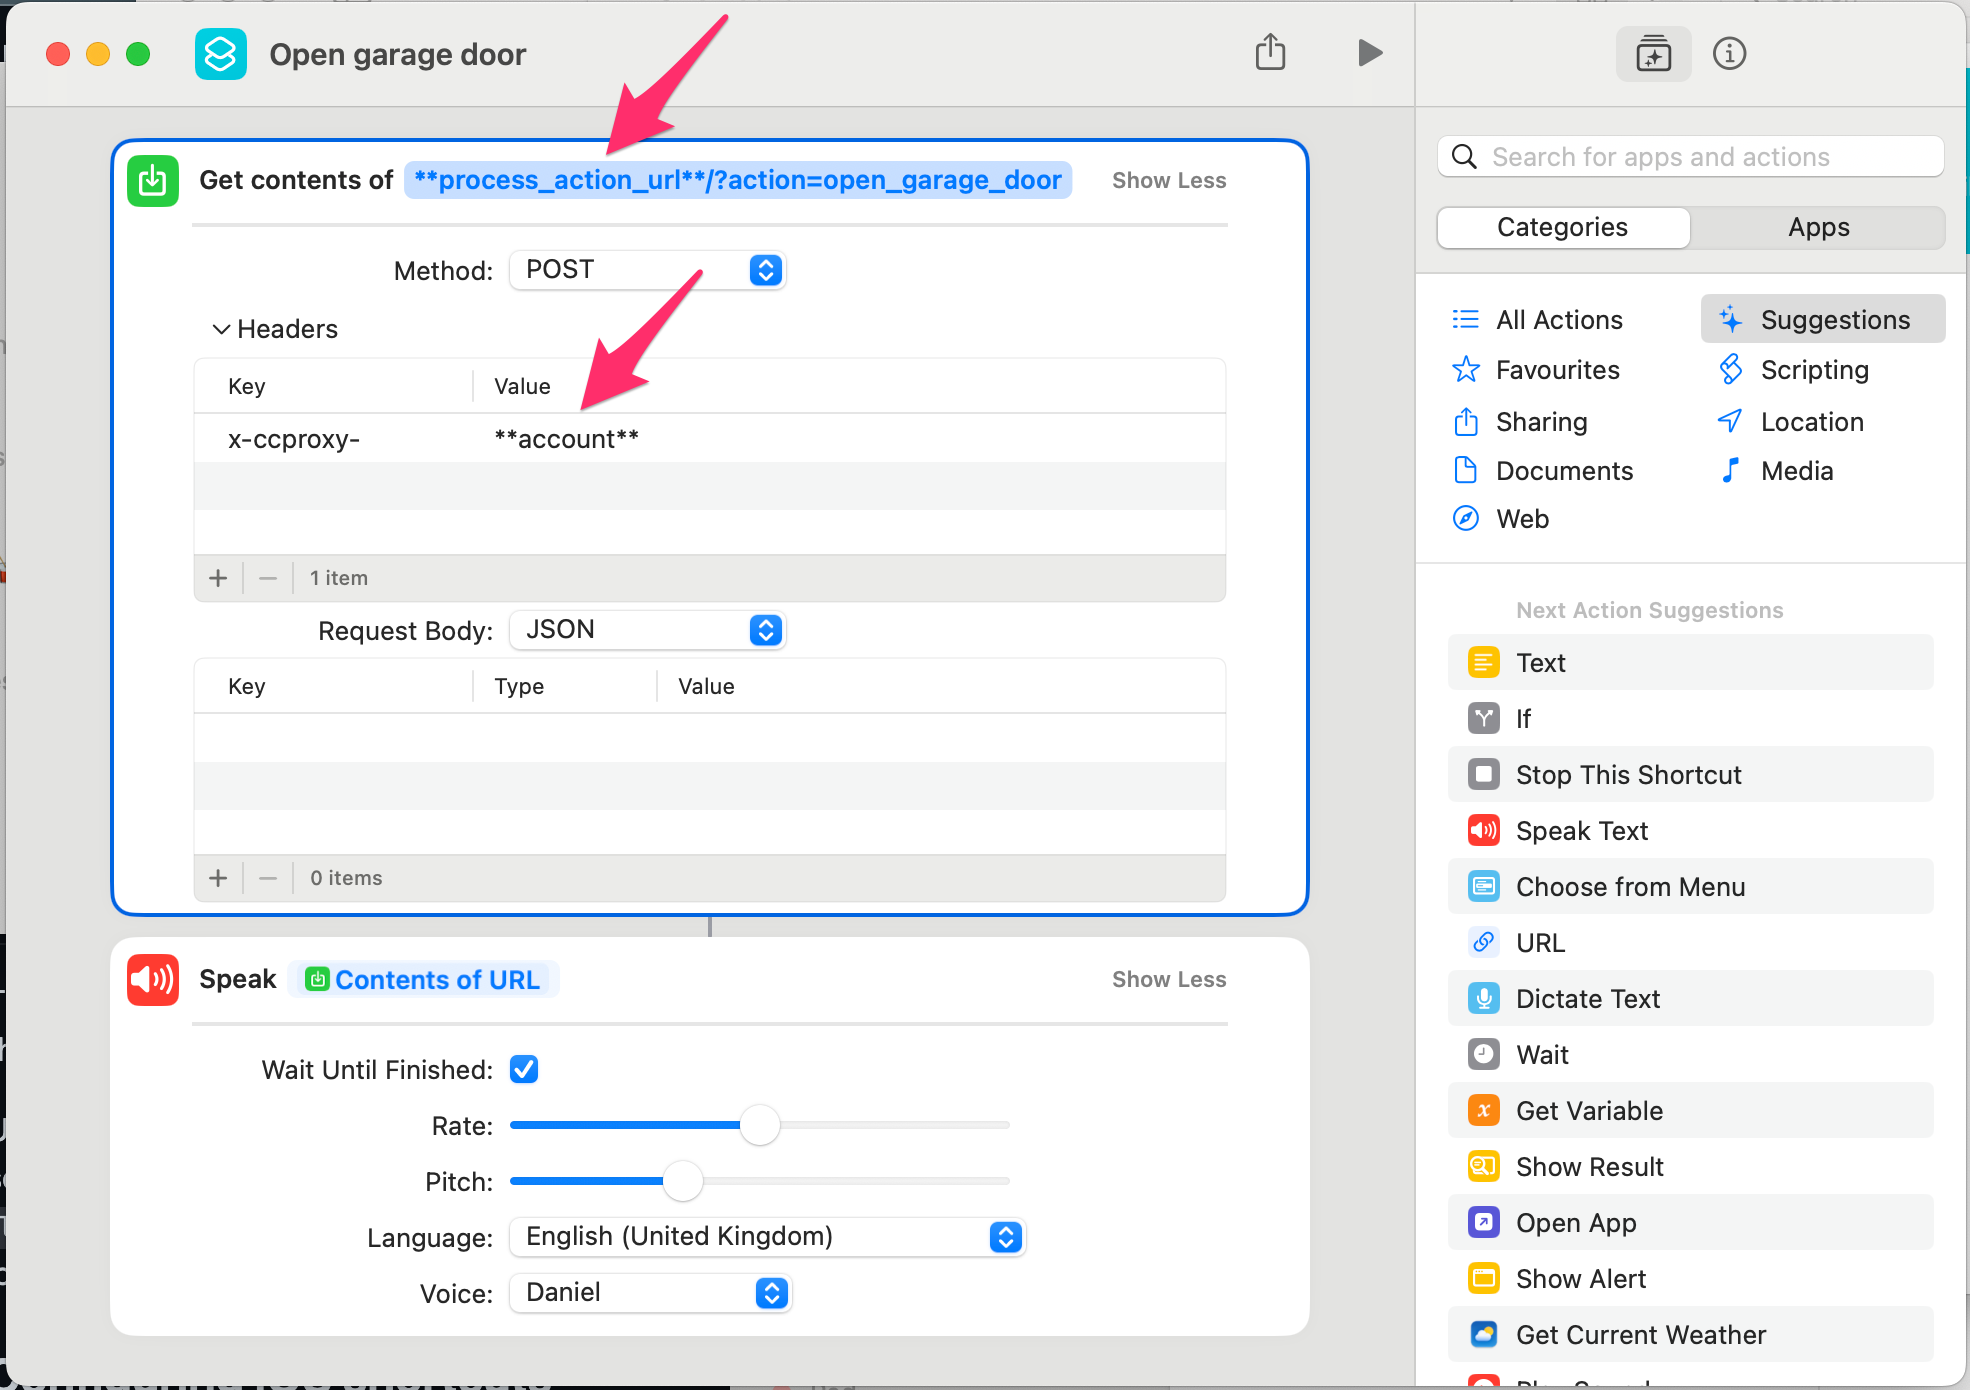 Open garage door
Get contents of **process_action_url**/?action=open_garage_door Show Less
Method: POST
Headers
Key Value
x-ccproxy- **account**
1 item
Request Body: JSON
Key Type Value
0 items
Speak Contents of URL Show Less
Wait Until Finished:
Rate:
Pitch:
Language: English (United Kingdom)
Voice: Daniel
Search for apps and actions
Categories Apps
All Actions Suggestions
Favourites Scripting
Sharing Location
Documents Media
Web
Next Action Suggestions
Text
If
Stop This Shortcut
Speak Text
Choose from Menu
URL
Dictate Text
Wait
Get Variable
Show Result
Open App
Show Alert
Get Current Weather